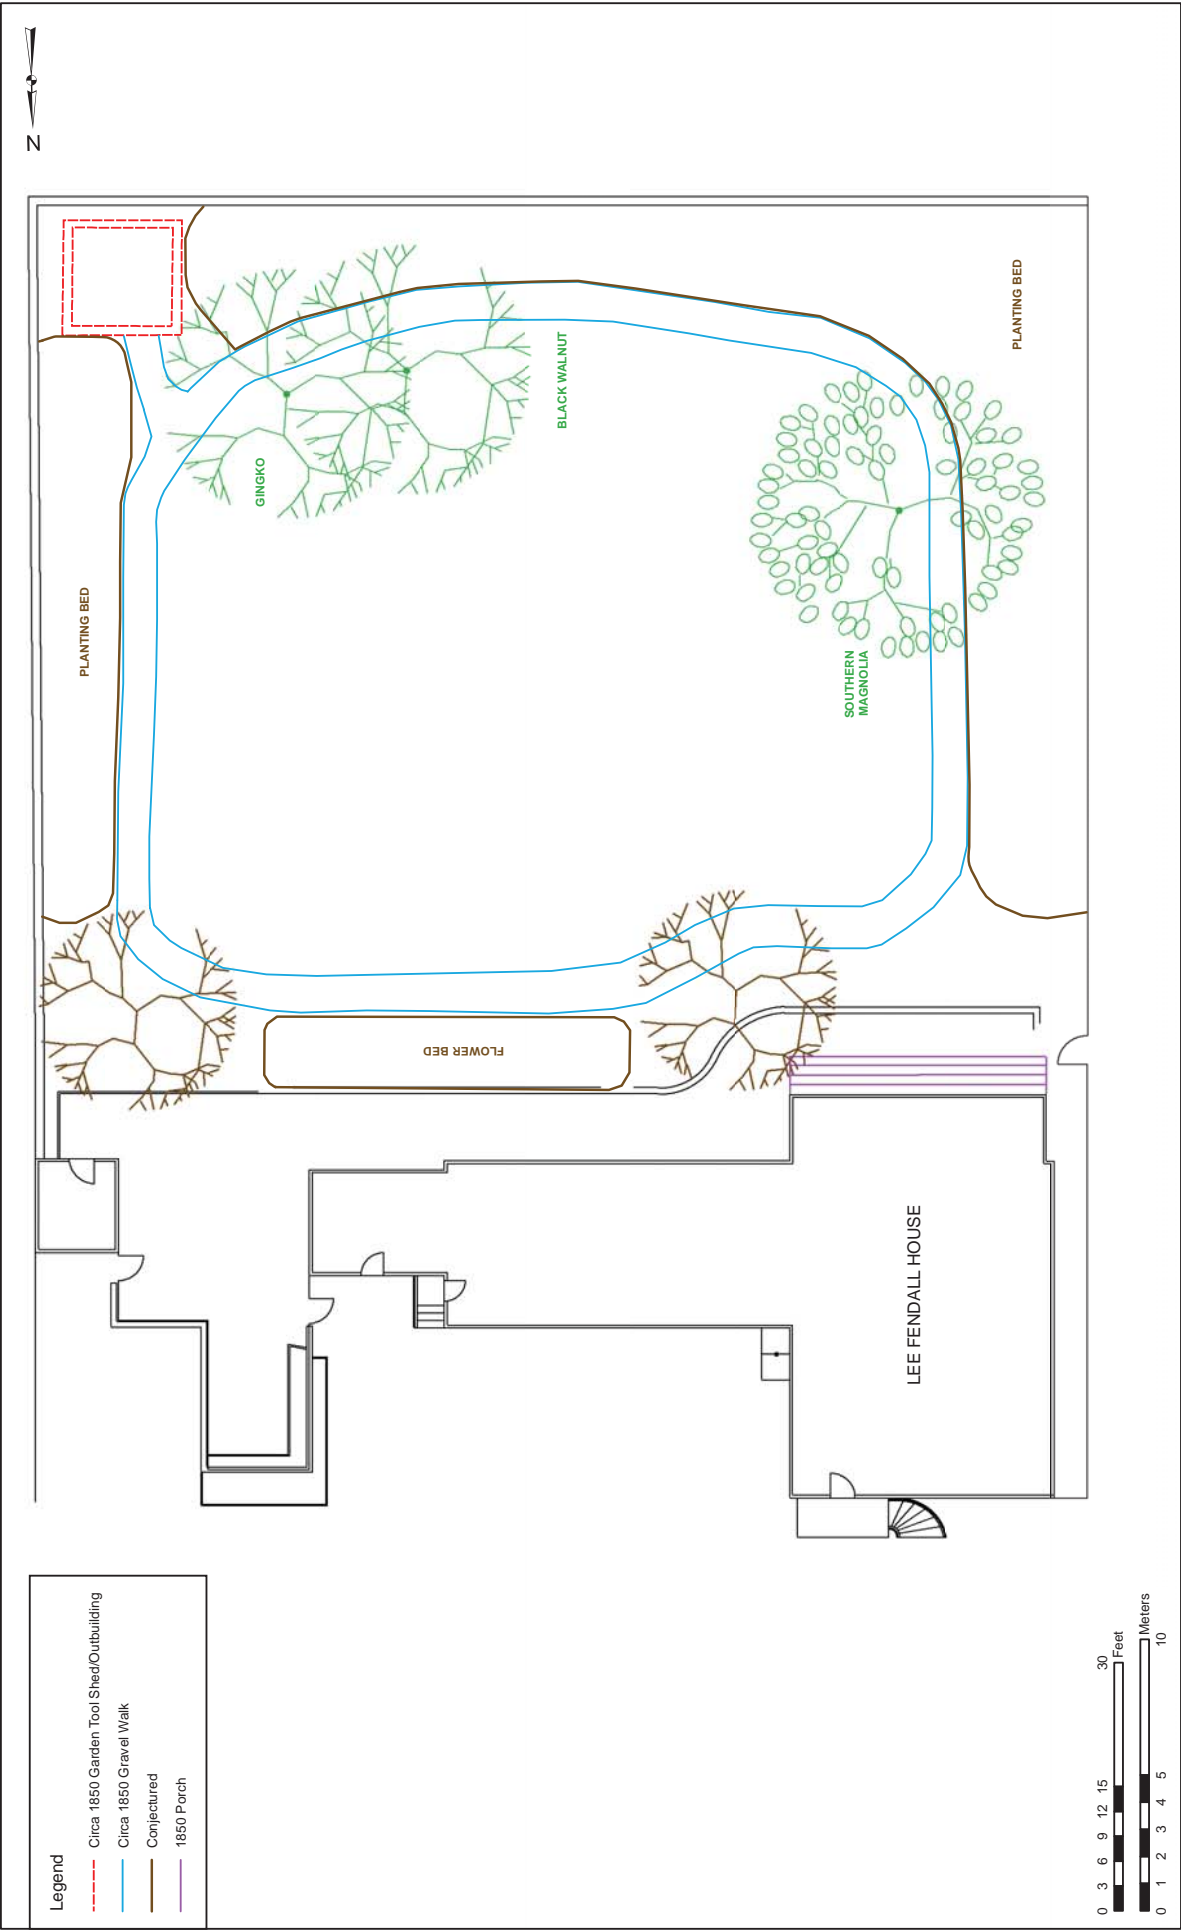 N
PLANTING BED
PLANTING BED
GINGKO
BLACK WALNUT
SOUTHERN
MAGNOLIA
FLOWER BED
LEE FENDALL HOUSE
Legend
Circa 1850 Garden Tool Shed/Outbuilding
Circa 1850 Gravel Walk
Conjectured
1850 Porch
0 3 6 9 12 15 30
Feet
Meters
0 1 2 3 4 5 10